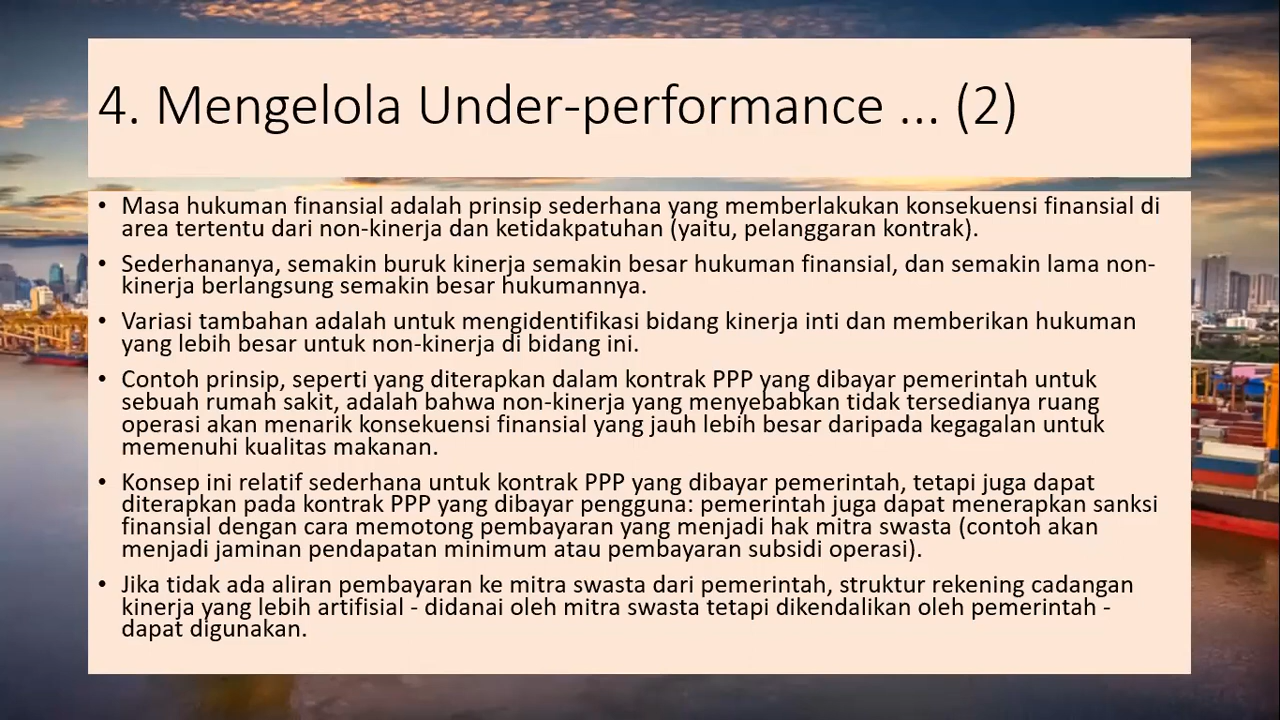 4. Mengelola Under-performance ... (2)
• Masa hukuman finansial adalah prinsip sederhana yang memberlakukan konsekuensi finansial di
area tertentu dari non-kinerja dan ketidakpatuhan (yaitu, pelanggaran kontrak).
• Sederhananya, semakin buruk kinerja semakin besar hukuman finansial, dan semakin lama non-
kinerja berlangsung semakin besar hukumannya.
• Variasi tambahan adalah untuk mengidentifikasi bidang kinerja inti dan memberikan hukuman
yang lebih besar untuk non-kinerja di bidang ini.
• Contoh prinsip, seperti yang diterapkan dalam kontrak PPP yang dibayar pemerintah untuk
sebuah rumah sakit, adalah bahwa non-kinerja yang menyebabkan tidak tersedianya ruang
operasi akan menarik konsekuensi finansial yang jauh lebih besar daripada kegagalan untuk
memenuhi kualitas makanan.
• Konsep ini relatif sederhana untuk kontrak PPP yang dibayar pemerintah, tetapi juga dapat
diterapkan pada kontrak PPP yang dibayar pengguna: pemerintah juga dapat menerapkan sanksi
finansial dengan cara memotong pembayaran yang menjadi hak mitra swasta (contoh akan
menjadi jaminan pendapatan minimum atau pembayaran subsidi operasi).
• Jika tidak ada aliran pembayaran ke mitra swasta dari pemerintah, struktur rekening cadangan
kinerja yang lebih artifisial - didanai oleh mitra swasta tetapi dikendalikan oleh pemerintah -
dapat digunakan.